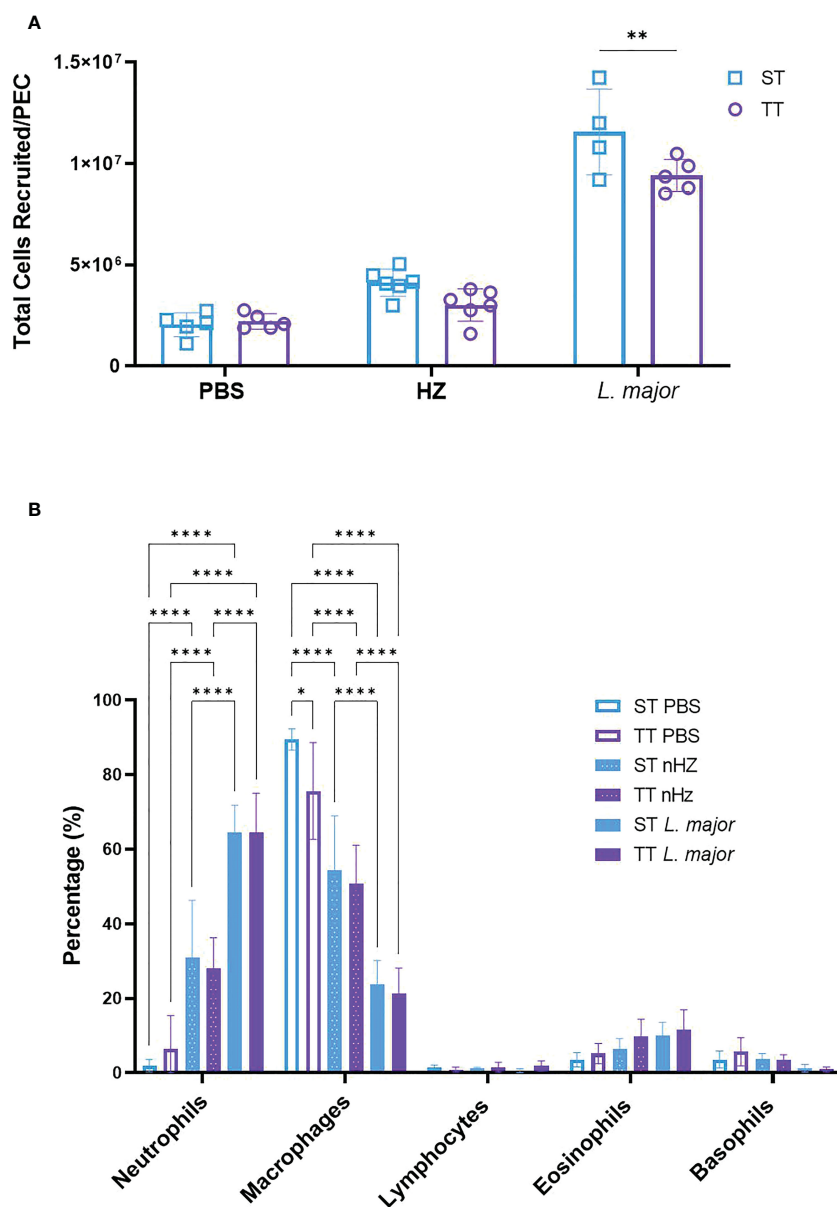 A
Total Cells Recruited/PEC
1.5×10⁷
1×10⁷
5×10⁶
0
**
ST
TT
PBS
HZ
L. major
B
****
****
****
****
****
****
****
****
****
****
****
****
*
****
Percentage (%)
100
80
60
40
20
0
ST PBS
TT PBS
ST nHZ
TT nHz
ST L. major
TT L. major
Neutrophils
Macrophages
Lymphocytes
Eosinophils
Basophils